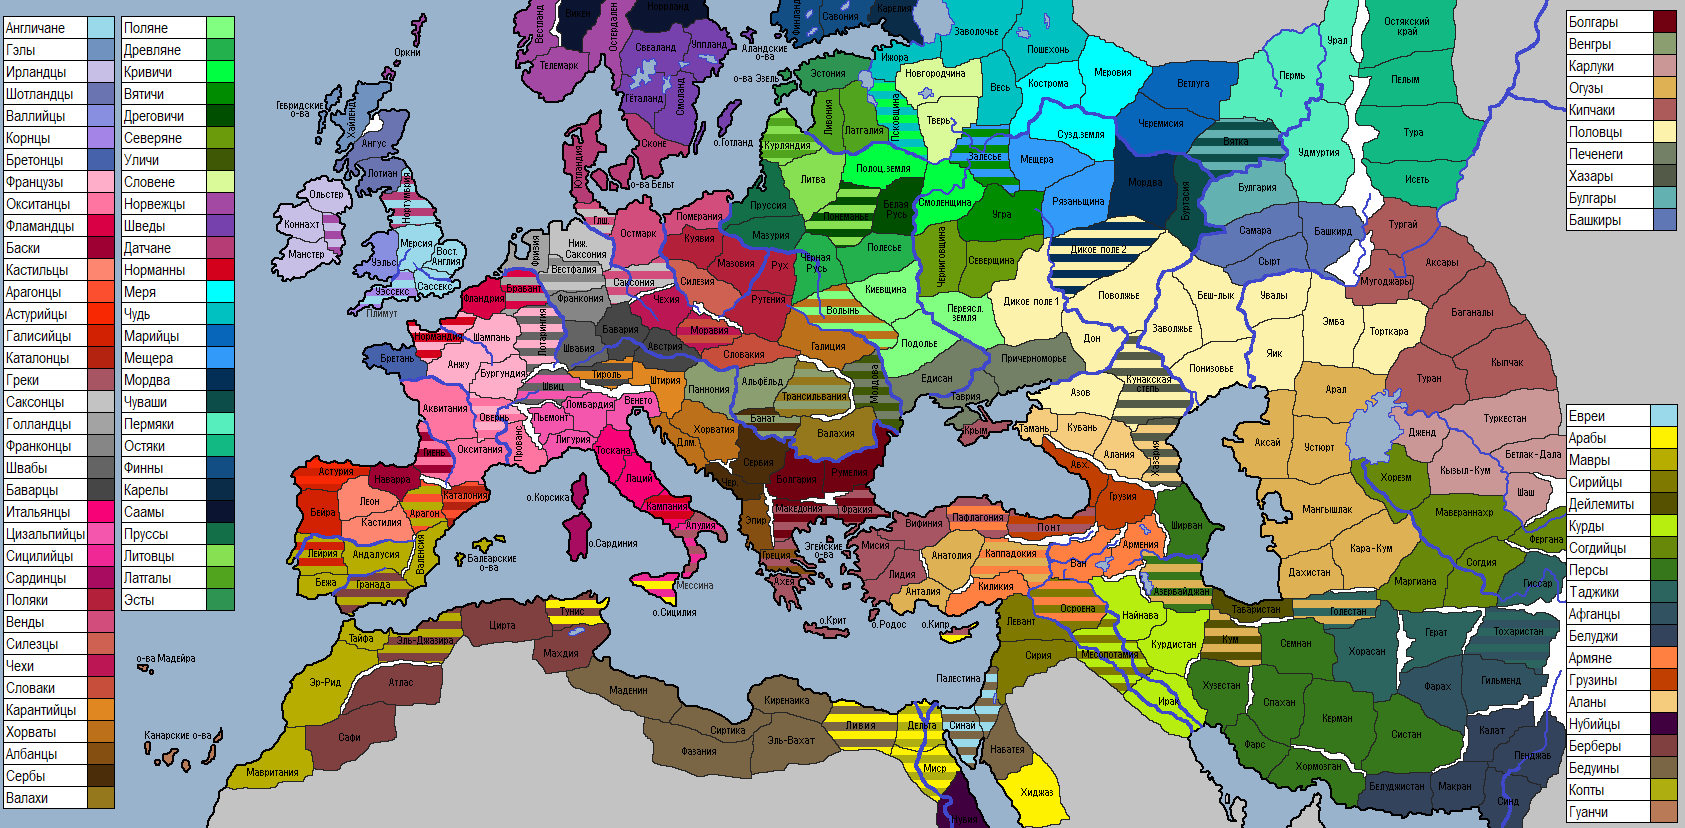 Англичане
Гэлы
Ирландцы
Шотландцы
Валлийцы
Корнцы
Бретонцы
Французы
Окситанцы
Фламандцы
Баски
Кастильцы
Арагонцы
Астурийцы
Галисийцы
Каталонцы
Греки
Саксонцы
Голландцы
Франконцы
Швабы
Баварцы
Итальянцы
Цизальпийцы
Сицилийцы
Сардинцы
Поляки
Венды
Силезцы
Чехи
Словаки
Карантийцы
Хорваты
Албанцы
Сербы
Валахи
Поляне
Древляне
Кривичи
Вятичи
Дреговичи
Северяне
Уличи
Словене
Норвежцы
Шведы
Датчане
Норманны
Меря
Чудь
Марийцы
Мещера
Мордва
Чуваши
Пермяки
Остяки
Финны
Карелы
Саамы
Пруссы
Литовцы
Латгалы
Эсты
Болгары
Венгры
Карлуки
Огузы
Кипчаки
Половцы
Печенеги
Хазары
Булгары
Башкиры
Евреи
Арабы
Мавры
Сирийцы
Дейлемиты
Курды
Согдийцы
Персы
Таджики
Афганцы
Белуджи
Армяне
Грузины
Аланы
Нубийцы
Берберы
Бедуины
Копты
Гуанчи
Оркни
Гебридские
о-ва
Хайленд
Ангус
Лотиан
Нортумбрия
Ольстер
Коннахт
Манстер
Мерсия
Уэльс
Вост.
Англия
Уэссекс
Сассекс
Плимут
Вестланд
Викен
Остердален
Норрланд
Телемарк
Свеаланд
Уппланд
Гёталанд
Смоланд
Сконе
Ютландия
о-ва Бельт
о.Готланд
Аландские
о-ва
о-ва Эзель
Финланд
Савония
Карелия
Эстония
Ижора
Заволочье
Пошехонь
Новгородчина
Весь
Кострома
Меровия
Ветлуга
Пермь
Урал
Остякский
край
Пелым
Тура
Исеть
Ливония
Латгалия
Псковщина
Тверь
Сузд.земля
Черемисия
Вятка
Удмуртия
Курляндия
Литва
Полоц.земля
Залесье
Мещера
Мордва
Буртасия
Булгария
Пруссия
Мазурия
Понеманье
Белая
Русь
Смоленщина
Угра
Рязаньщина
Самара
Башкирд
Сырт
Тургай
Аксары
Мугоджары
Баганалы
Полесье
Чёрная
Русь
Черниговщина
Северщина
Дикое поле 2
Дикое поле 1
Поволжье
Беш-лык
Увалы
Эмба
Торткара
Киевщина
Переясл.
земля
Волынь
Подолье
Дон
Заволжье
Яик
Понизовье
Туран
Кыпчак
Глш.
Померания
Остмарк
Куявия
Мазовия
Рух
Силезия
Рутения
Фризия
Ниж.
Саксония
Вестфалия
Саксония
Чехия
Моравия
Словакия
Галиция
Фландрия
Брабант
Франкония
Бавария
Австрия
Швабия
Лотарингия
Нормандия
Шампань
Бретань
Анжу
Бургундия
Швиц
Тироль
Штирия
Паннония
Альфёльд
Трансильвания
Молдова
Едисан
Причерноморье
Таврия
Крым
Азов
Кунакская
степь
Тамань
Кубань
Алания
Хазария
Аквитания
Овернь
Прованс
Пьемонт
Ломбардия
Венето
Лигурия
Гиень
Окситания
Тоскана
Лаций
Кампания
Апулия
Далм.
Хорватия
Сербия
Банат
Валахия
Чер.
Болгария
Румелия
Македония
Фракия
Эпир
Греция
Ахея
Эгейские
о-ва
Астурия
Наварра
Леон
Каталония
Бейра
Кастилия
Арагон
Лейрия
Андалусия
Валенсия
Бежа
Гранада
Балеарские
о-ва
о.Корсика
о.Сардиния
Мессина
о.Сицилия
о.Крит
о.Родос
о.Кипр
Вифиния
Пафлагония
Понт
Мисия
Анатолия
Каппадокия
Лидия
Анталия
Киликия
Абх.
Грузия
Армения
Ван
Ширван
Азербайджан
Осроена
Левант
Сирия
Палестина
Синай
Набатея
Хиджаз
Найнава
Курдистан
Месопотамия
Ирак
Кум
Табаристан
Голестан
Семнан
Хузестан
Спахан
Керман
Фарс
Хормозган
Систан
Хорасан
Герат
Тохаристан
Фарах
Гильменд
Калат
Пенджаб
Белуджистан
Макран
Синд
Арал
Аксай
Устюрт
Мангышлак
Кара-Кум
Дахистан
Хорезм
Дженд
Туркестан
Бетлак-Дала
Кызыл-Кум
Шаш
Мавераннахр
Фергана
Согдия
Маргиана
Гиссар
о-ва Мадейра
Канарские о-ва
Тайфа
Эль-Джазира
Цирта
Тунис
Махдия
Эр-Рид
Атлас
Сафи
Мавритания
Маденин
Киренаика
Сиртика
Фазания
Эль-Вахат
Ливия
Дельта
Миср
Нубия